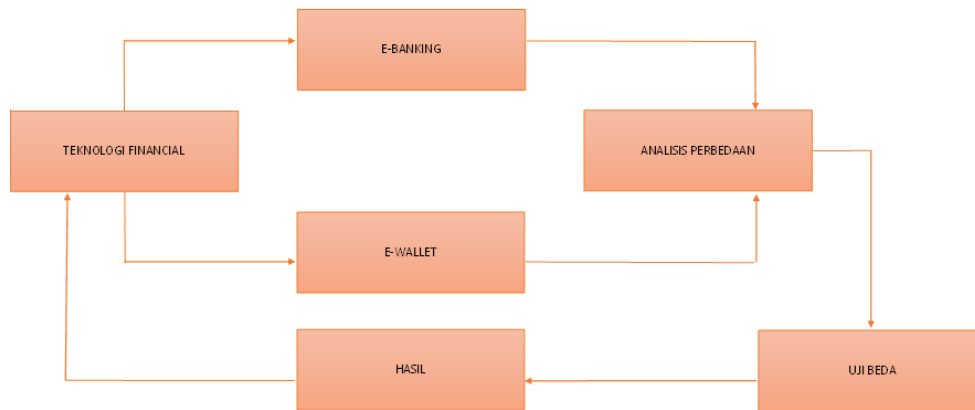 E-BANKING
TEKNOLOGI FINANCIAL
ANALISIS PERBEDAAN
E-WALLET
HASIL
UJI BEDA